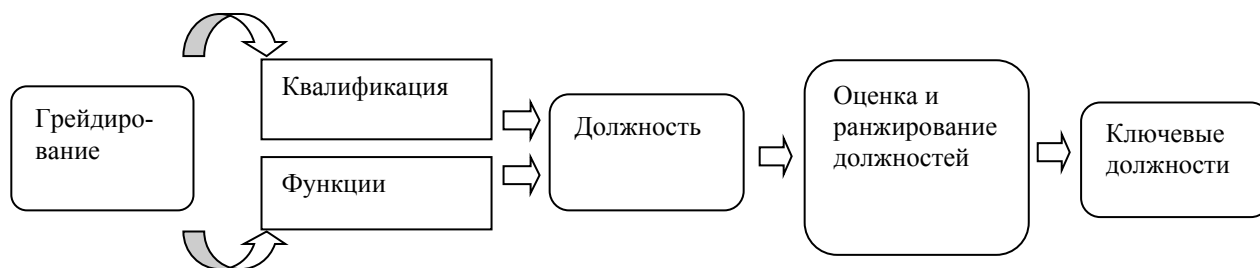 Грейдиро-
вание
Квалификация
Функции
Должность
Оценка и
ранжирование
должностей
Ключевые
должности